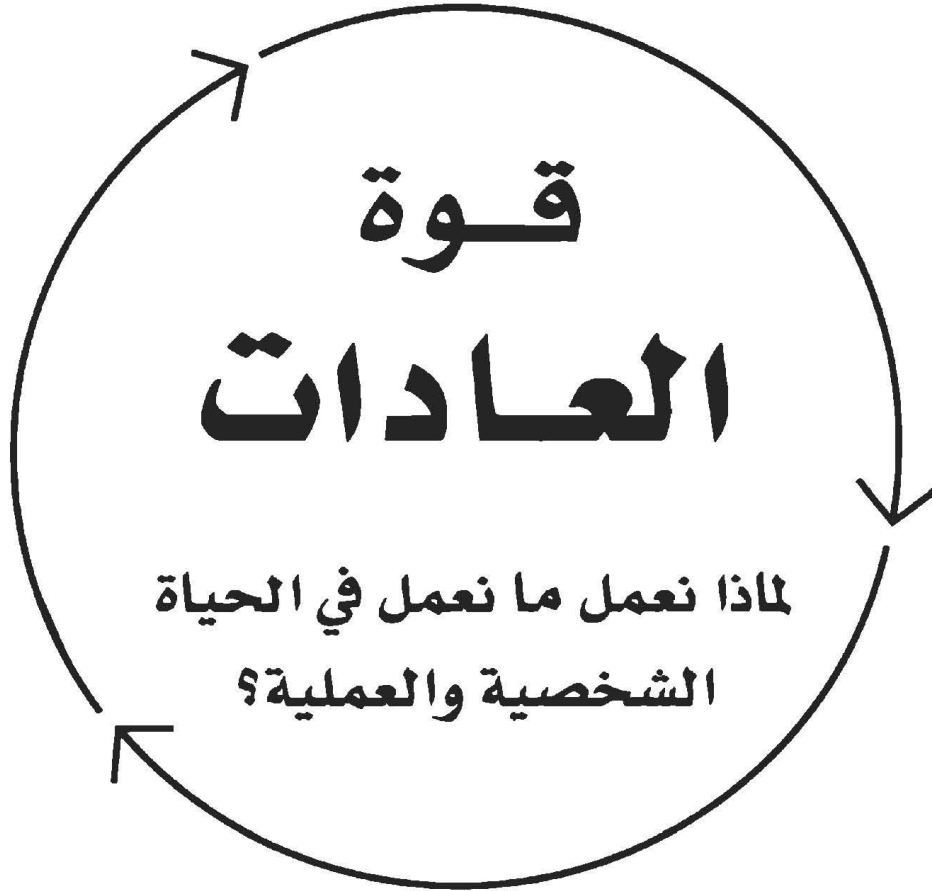 قوة
العادات
لماذا نعمل ما نعمل في الحياة
الشخصية والعملية؟